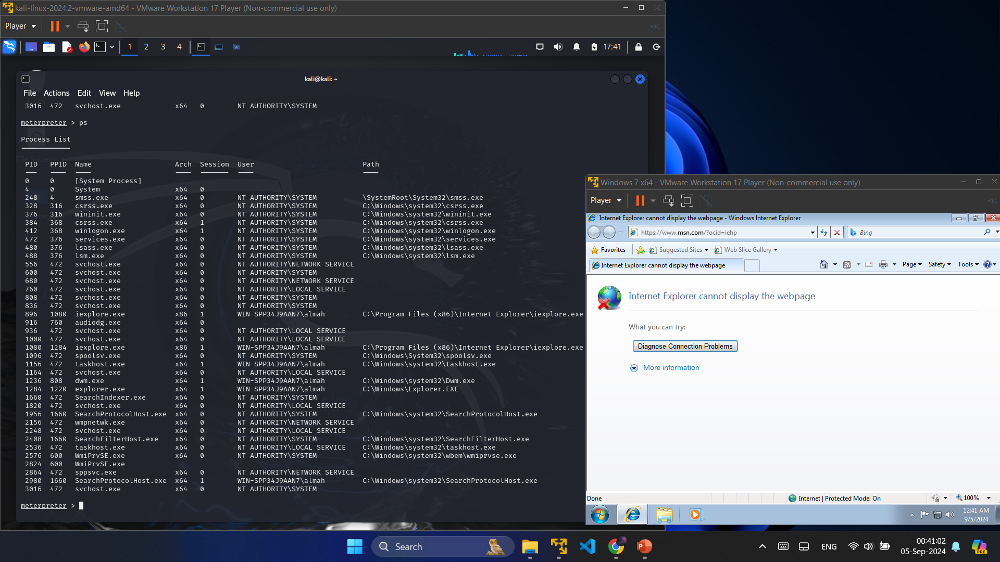 kali-linux-2024.2-vmware-amd64 - VMware Workstation 17 Player (Non-commercial use only)
Player
1 2 3 4 17:41
kali@kali: ~
File Actions Edit View Help
3016 472 svchost.exe x64 0 NT AUTHORITY\SYSTEM
meterpreter > ps
Process List
============
PID PPID Name Arch Session User Path
0 0 [System Process]
4 0 System x64 0
248 4 smss.exe x64 0 NT AUTHORITY\SYSTEM \SystemRoot\System32\smss.exe
328 316 csrss.exe x64 0 NT AUTHORITY\SYSTEM C:\Windows\system32\csrss.exe
376 316 wininit.exe x64 0 NT AUTHORITY\SYSTEM C:\Windows\system32\wininit.exe
384 368 csrss.exe x64 1 NT AUTHORITY\SYSTEM C:\Windows\system32\csrss.exe
412 368 winlogon.exe x64 1 NT AUTHORITY\SYSTEM C:\Windows\system32\winlogon.exe
472 376 services.exe x64 0 NT AUTHORITY\SYSTEM C:\Windows\system32\services.exe
480 376 lsass.exe x64 0 NT AUTHORITY\SYSTEM C:\Windows\system32\lsass.exe
488 376 lsm.exe x64 0 NT AUTHORITY\SYSTEM C:\Windows\system32\lsm.exe
556 472 svchost.exe x64 0 NT AUTHORITY\NETWORK SERVICE
600 472 svchost.exe x64 0 NT AUTHORITY\SYSTEM
680 472 svchost.exe x64 0 NT AUTHORITY\NETWORK SERVICE
760 472 svchost.exe x64 0 NT AUTHORITY\LOCAL SERVICE
808 472 svchost.exe x64 0 NT AUTHORITY\SYSTEM
836 472 svchost.exe x64 0 NT AUTHORITY\SYSTEM
896 1080 iexplore.exe x86 1 WIN-SPP34J9AAN7\almah C:\Program Files (x86)\Internet Explorer\iexplore.exe
916 760 audiodg.exe x64 0
936 472 svchost.exe x64 0 NT AUTHORITY\LOCAL SERVICE
1000 472 svchost.exe x64 0 NT AUTHORITY\LOCAL SERVICE
1080 1284 iexplore.exe x86 1 WIN-SPP34J9AAN7\almah C:\Program Files (x86)\Internet Explorer\iexplore.exe
1096 472 spoolsv.exe x64 0 NT AUTHORITY\SYSTEM C:\Windows\System32\spoolsv.exe
1156 472 taskhost.exe x64 1 WIN-SPP34J9AAN7\almah C:\Windows\system32\taskhost.exe
1164 472 svchost.exe x64 0 NT AUTHORITY\LOCAL SERVICE
1236 808 dwm.exe x64 1 WIN-SPP34J9AAN7\almah C:\Windows\system32\Dwm.exe
1284 1220 explorer.exe x64 1 WIN-SPP34J9AAN7\almah C:\Windows\Explorer.EXE
1660 472 SearchIndexer.exe x64 0 NT AUTHORITY\SYSTEM
1820 472 svchost.exe x64 0 NT AUTHORITY\LOCAL SERVICE
1956 1660 SearchProtocolHost.exe x64 0 NT AUTHORITY\SYSTEM C:\Windows\system32\SearchProtocolHost.exe
2156 472 wmpnetwk.exe x64 0 NT AUTHORITY\NETWORK SERVICE
2248 472 svchost.exe x64 0 NT AUTHORITY\LOCAL SERVICE
2408 1660 SearchFilterHost.exe x64 0 NT AUTHORITY\SYSTEM C:\Windows\system32\SearchFilterHost.exe
2536 472 taskhost.exe x64 0 NT AUTHORITY\LOCAL SERVICE C:\Windows\system32\taskhost.exe
2576 600 WmiPrvSE.exe x64 0 NT AUTHORITY\SYSTEM C:\Windows\system32\wbem\wmiprvse.exe
2824 600 WmiPrvSE.exe
2864 472 sppsvc.exe x64 0 NT AUTHORITY\NETWORK SERVICE
2980 1660 SearchProtocolHost.exe x64 1 WIN-SPP34J9AAN7\almah C:\Windows\system32\SearchProtocolHost.exe
3016 472 svchost.exe x64 0 NT AUTHORITY\SYSTEM
meterpreter >
Windows 7 x64 - VMware Workstation 17 Player (Non-commercial use only)
Player
Internet Explorer cannot display the webpage - Windows Internet Explorer
https://www.msn.com/?ocid=iehp Bing
Favorites Suggested Sites Web Slice Gallery
Internet Explorer cannot display the webpage Page Safety Tools
Internet Explorer cannot display the webpage
What you can try:
Diagnose Connection Problems
More information
Done Internet | Protected Mode: On 100%
12:41 AM
9/5/2024
Search ENG 00:41:02
05-Sep-2024
PRE